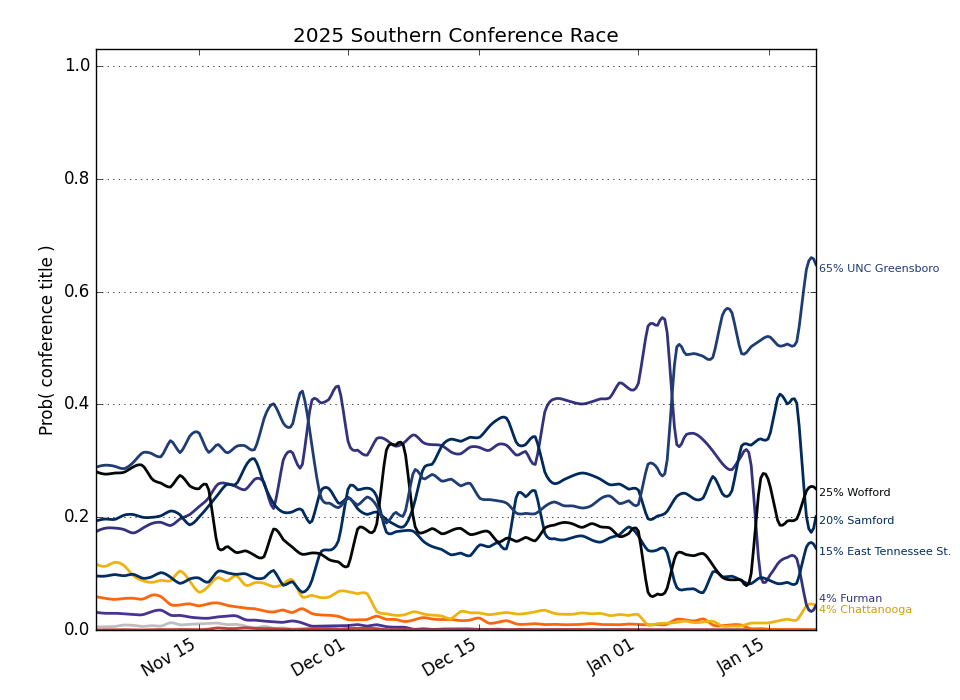 2025 Southern Conference Race
Prob( conference title )
1.0
0.8
0.6
0.4
0.2
0.0
65% UNC Greensboro
25% Wofford
20% Samford
15% East Tennessee St.
4% Furman
4% Chattanooga
Nov 15
Dec 01
Dec 15
Jan 01
Jan 15